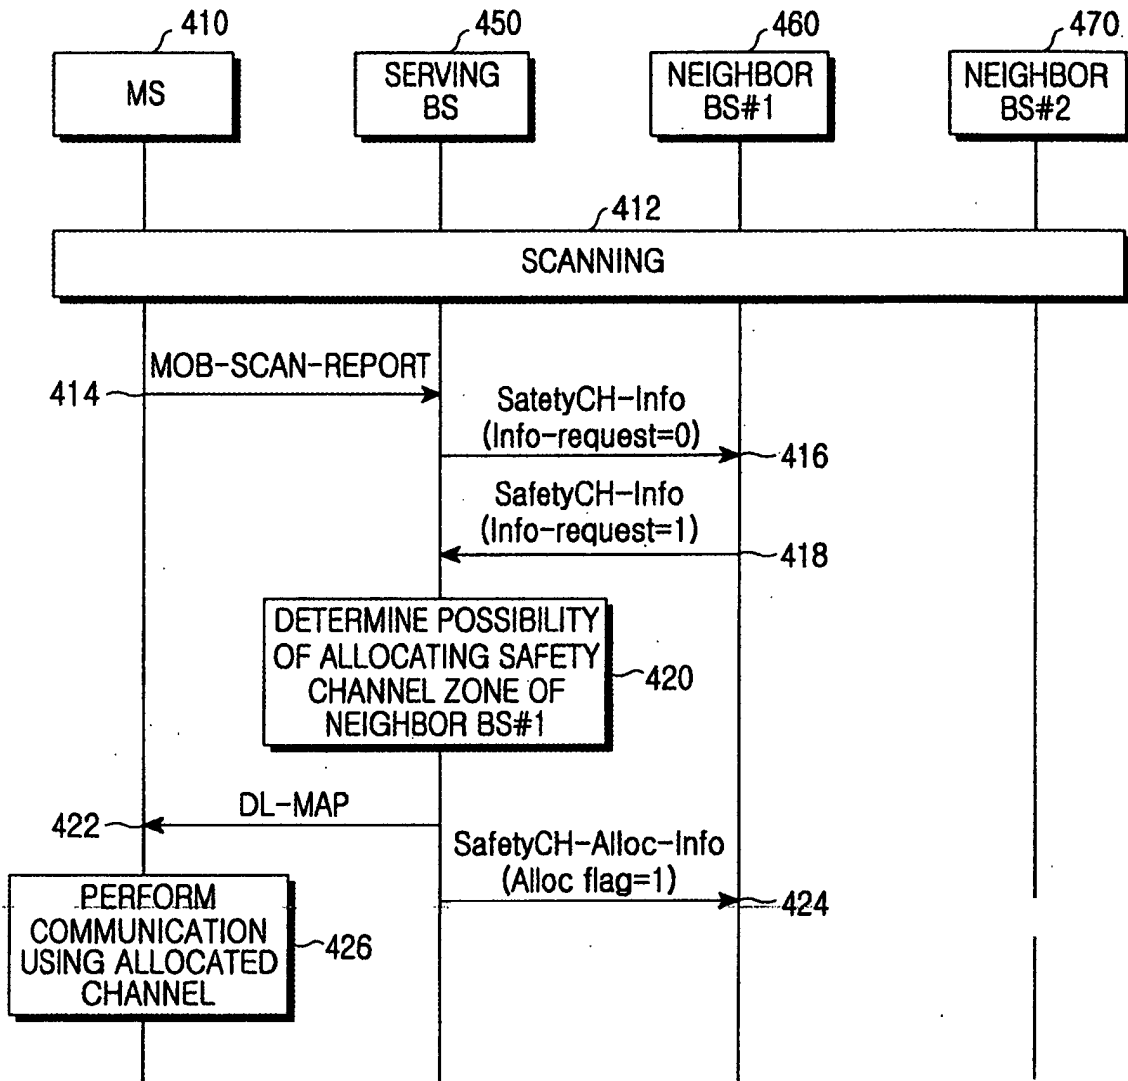 410
450
460
470
MS
SERVING
BS
NEIGHBOR
BS#1
NEIGHBOR
BS#2
412
SCANNING
MOB-SCAN-REPORT
414
SatetyCH-Info
(Info-request=0)
416
SafetyCH-Info
(Info-request=1)
418
DETERMINE POSSIBILITY
OF ALLOCATING SAFETY
CHANNEL ZONE OF
NEIGHBOR BS#1
420
DL-MAP
422
SafetyCH-Alloc-Info
(Alloc flag=1)
424
PERFORM
COMMUNICATION
USING ALLOCATED
CHANNEL
426